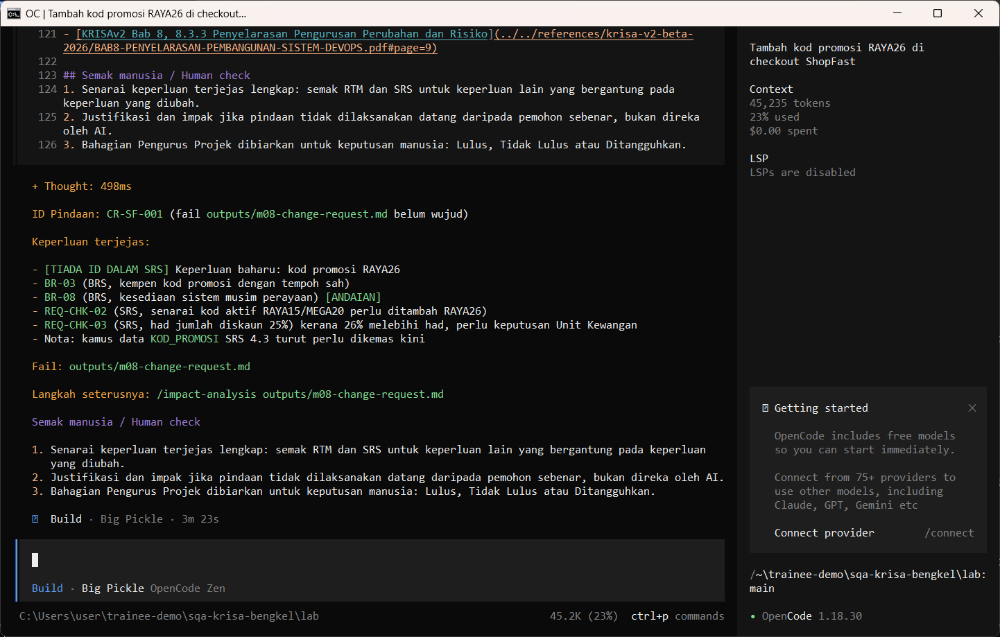 OC | Tambah kod promosi RAYA26 di checkout...
121 - [KRISAv2 Bab 8, 8.3.3 Penyelarasan Pengurusan Perubahan dan Risiko](../../references/krisa-v2-beta-
2026/BAB8-PENYELARASAN-PEMBANGUNAN-SISTEM-DEVOPS.pdf#page=9)
122
123 ## Semak manusia / Human check
124 1. Senarai keperluan terjejas lengkap: semak RTM dan SRS untuk keperluan lain yang bergantung pada
keperluan yang diubah.
125 2. Justifikasi dan impak jika pindaan tidak dilaksanakan datang daripada pemohon sebenar, bukan direka
oleh AI.
126 3. Bahagian Pengurus Projek dibiarkan untuk keputusan manusia: Lulus, Tidak Lulus atau Ditangguhkan.
+ Thought: 498ms
ID Pindaan: CR-SF-001 (fail outputs/m08-change-request.md belum wujud)
Keperluan terjejas:
- [TIADA ID DALAM SRS] Keperluan baharu: kod promosi RAYA26
- BR-03 (BRS, kempen kod promosi dengan tempoh sah)
- BR-08 (BRS, kesediaan sistem musim perayaan) [ANDAIAN]
- REQ-CHK-02 (SRS, senarai kod aktif RAYA15/MEGA20 perlu ditambah RAYA26)
- REQ-CHK-03 (SRS, had jumlah diskaun 25%) kerana 26% melebihi had, perlu keputusan Unit Kewangan
- Nota: kamus data KOD_PROMOSI SRS 4.3 turut perlu dikemas kini
Fail: outputs/m08-change-request.md
Langkah seterusnya: /impact-analysis outputs/m08-change-request.md
Semak manusia / Human check
1. Senarai keperluan terjejas lengkap: semak RTM dan SRS untuk keperluan lain yang bergantung pada keperluan
yang diubah.
2. Justifikasi dan impak jika pindaan tidak dilaksanakan datang daripada pemohon sebenar, bukan direka oleh AI.
3. Bahagian Pengurus Projek dibiarkan untuk keputusan manusia: Lulus, Tidak Lulus atau Ditangguhkan.
Build · Big Pickle · 3m 23s
Build · Big Pickle OpenCode Zen
C:\Users\user\trainee-demo\sqa-krisa-bengkel\lab
45.2K (23%) ctrl+p commands
Tambah kod promosi RAYA26 di
checkout ShopFast
Context
45,235 tokens
23% used
$0.00 spent
LSP
LSPs are disabled
Getting started
OpenCode includes free models
so you can start immediately.
Connect from 75+ providers to
use other models, including
Claude, GPT, Gemini etc
Connect provider /connect
/~\trainee-demo\sqa-krisa-bengkel\lab:
main
• OpenCode 1.18.30